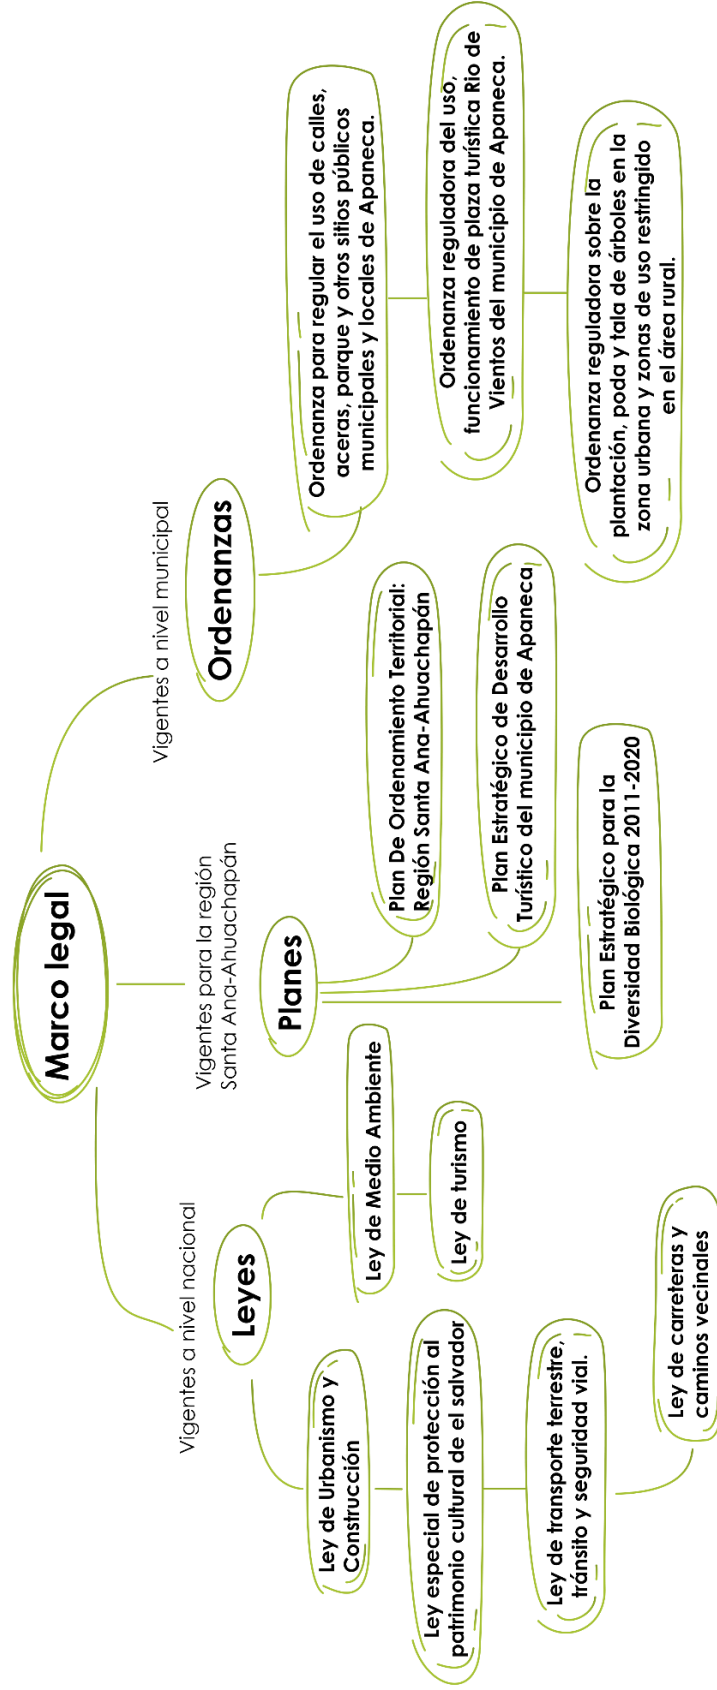 Marco legal
Vigentes a nivel nacional
Leyes
Ley de Urbanismo y
Construcción
Ley especial de protección al
patrimonio cultural de el salvador
Ley de transporte terrestre,
tránsito y seguridad vial.
Ley de carreteras y
caminos vecinales
Ley de Medio Ambiente
Ley de turismo
Vigentes para la región
Santa Ana-Ahuachapán
Planes
Plan De Ordenamiento Territorial:
Región Santa Ana-Ahuachapán
Plan Estratégico de Desarrollo
Turístico del municipio de Apaneca
Plan Estratégico para la
Diversidad Biológica 2011-2020
Vigentes a nivel municipal
Ordenanzas
Ordenanza para regular el uso de calles,
aceras, parque y otros sitios públicos
municipales y locales de Apaneca.
Ordenanza reguladora del uso,
funcionamiento de plaza turística Rio de
Vientos del municipio de Apaneca.
Ordenanza reguladora sobre la
plantación, poda y tala de árboles en la
zona urbana y zonas de uso restringido
en el área rural.